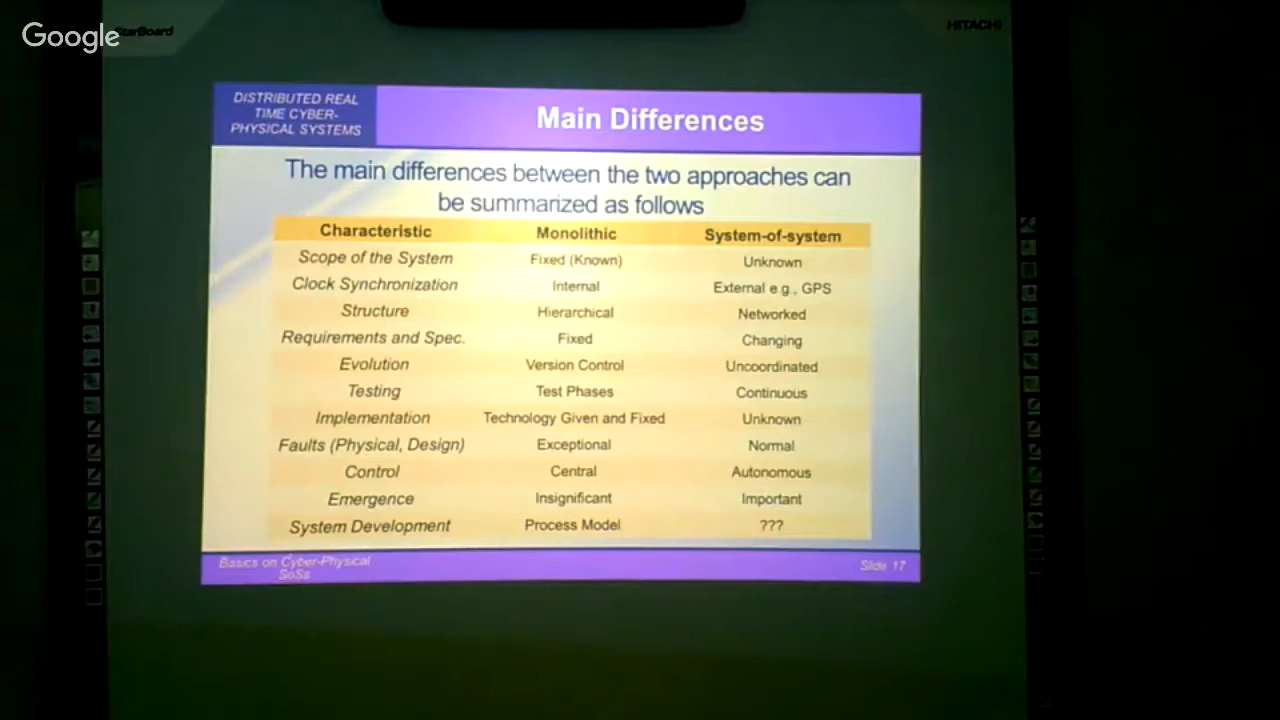 Google
StarBoard
HITACHI
DISTRIBUTED REAL
TIME CYBER-
PHYSICAL SYSTEMS
Main Differences
The main differences between the two approaches can
be summarized as follows
Characteristic Monolithic System-of-system
Scope of the System Fixed (Known) Unknown
Clock Synchronization Internal External e.g., GPS
Structure Hierarchical Networked
Requirements and Spec. Fixed Changing
Evolution Version Control Uncoordinated
Testing Test Phases Continuous
Implementation Technology Given and Fixed Unknown
Faults (Physical, Design) Exceptional Normal
Control Central Autonomous
Emergence Insignificant Important
System Development Process Model ???
Basics on Cyber-Physical
SoSs
Slide 17